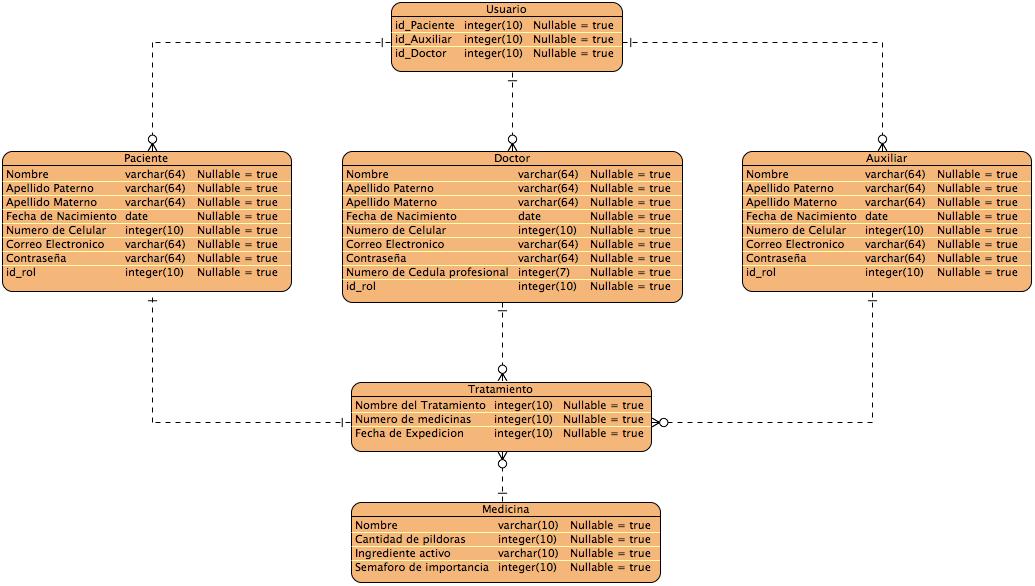 Usuario
id_Paciente integer(10) Nullable = true
id_Auxiliar integer(10) Nullable = true
id_Doctor integer(10) Nullable = true
Paciente
Nombre varchar(64) Nullable = true
Apellido Paterno varchar(64) Nullable = true
Apellido Materno varchar(64) Nullable = true
Fecha de Nacimiento date Nullable = true
Numero de Celular integer(10) Nullable = true
Correo Electronico varchar(64) Nullable = true
Contraseña varchar(64) Nullable = true
id_rol integer(10) Nullable = true
Doctor
Nombre varchar(64) Nullable = true
Apellido Paterno varchar(64) Nullable = true
Apellido Materno varchar(64) Nullable = true
Fecha de Nacimiento date Nullable = true
Numero de Celular integer(10) Nullable = true
Correo Electronico varchar(64) Nullable = true
Contraseña varchar(64) Nullable = true
Numero de Cedula profesional integer(7) Nullable = true
id_rol integer(10) Nullable = true
Auxiliar
Nombre varchar(64) Nullable = true
Apellido Paterno varchar(64) Nullable = true
Apellido Materno varchar(64) Nullable = true
Fecha de Nacimiento date Nullable = true
Numero de Celular integer(10) Nullable = true
Correo Electronico varchar(64) Nullable = true
Contraseña varchar(64) Nullable = true
id_rol integer(10) Nullable = true
Tratamiento
Nombre del Tratamiento integer(10) Nullable = true
Numero de medicinas integer(10) Nullable = true
Fecha de Expedicion integer(10) Nullable = true
Medicina
Nombre varchar(10) Nullable = true
Cantidad de pildoras integer(10) Nullable = true
Ingrediente activo varchar(10) Nullable = true
Semaforo de importancia integer(10) Nullable = true